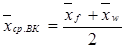 x̅ср.ВК = (x̅f + x̅w) / 2